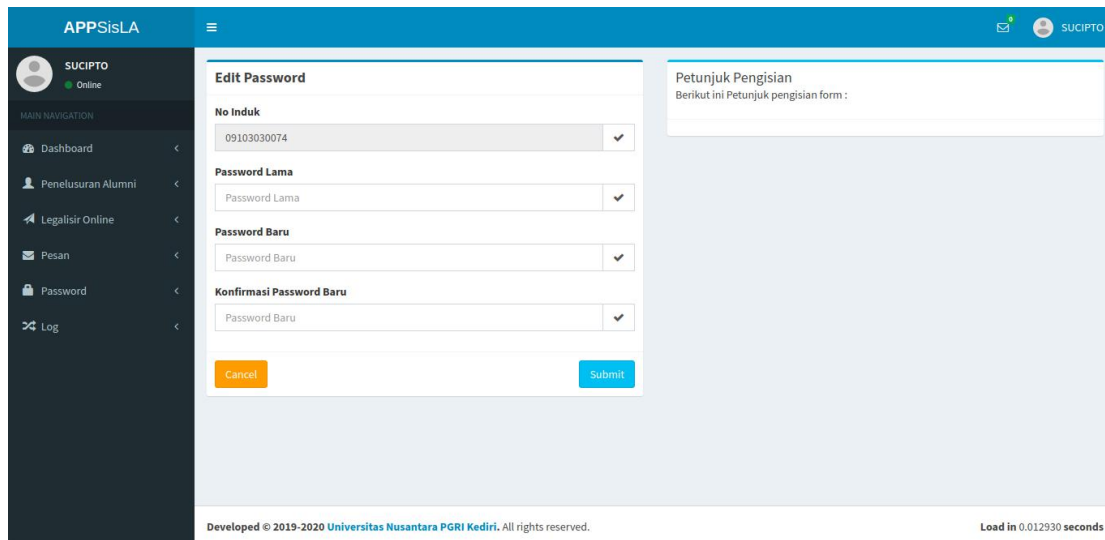 APPSisLA
0
SUCIPTO
SUCIPTO
Online
MAIN NAVIGATION
Dashboard
Penelusuran Alumni
Legalisir Online
Pesan
Password
Log
Edit Password
No Induk
09103030074
Password Lama
Password Lama
Password Baru
Password Baru
Konfirmasi Password Baru
Password Baru
Cancel
Submit
Petunjuk Pengisian
Berikut ini Petunjuk pengisian form :
Developed © 2019-2020 Universitas Nusantara PGRI Kediri. All rights reserved.
Load in 0.012930 seconds